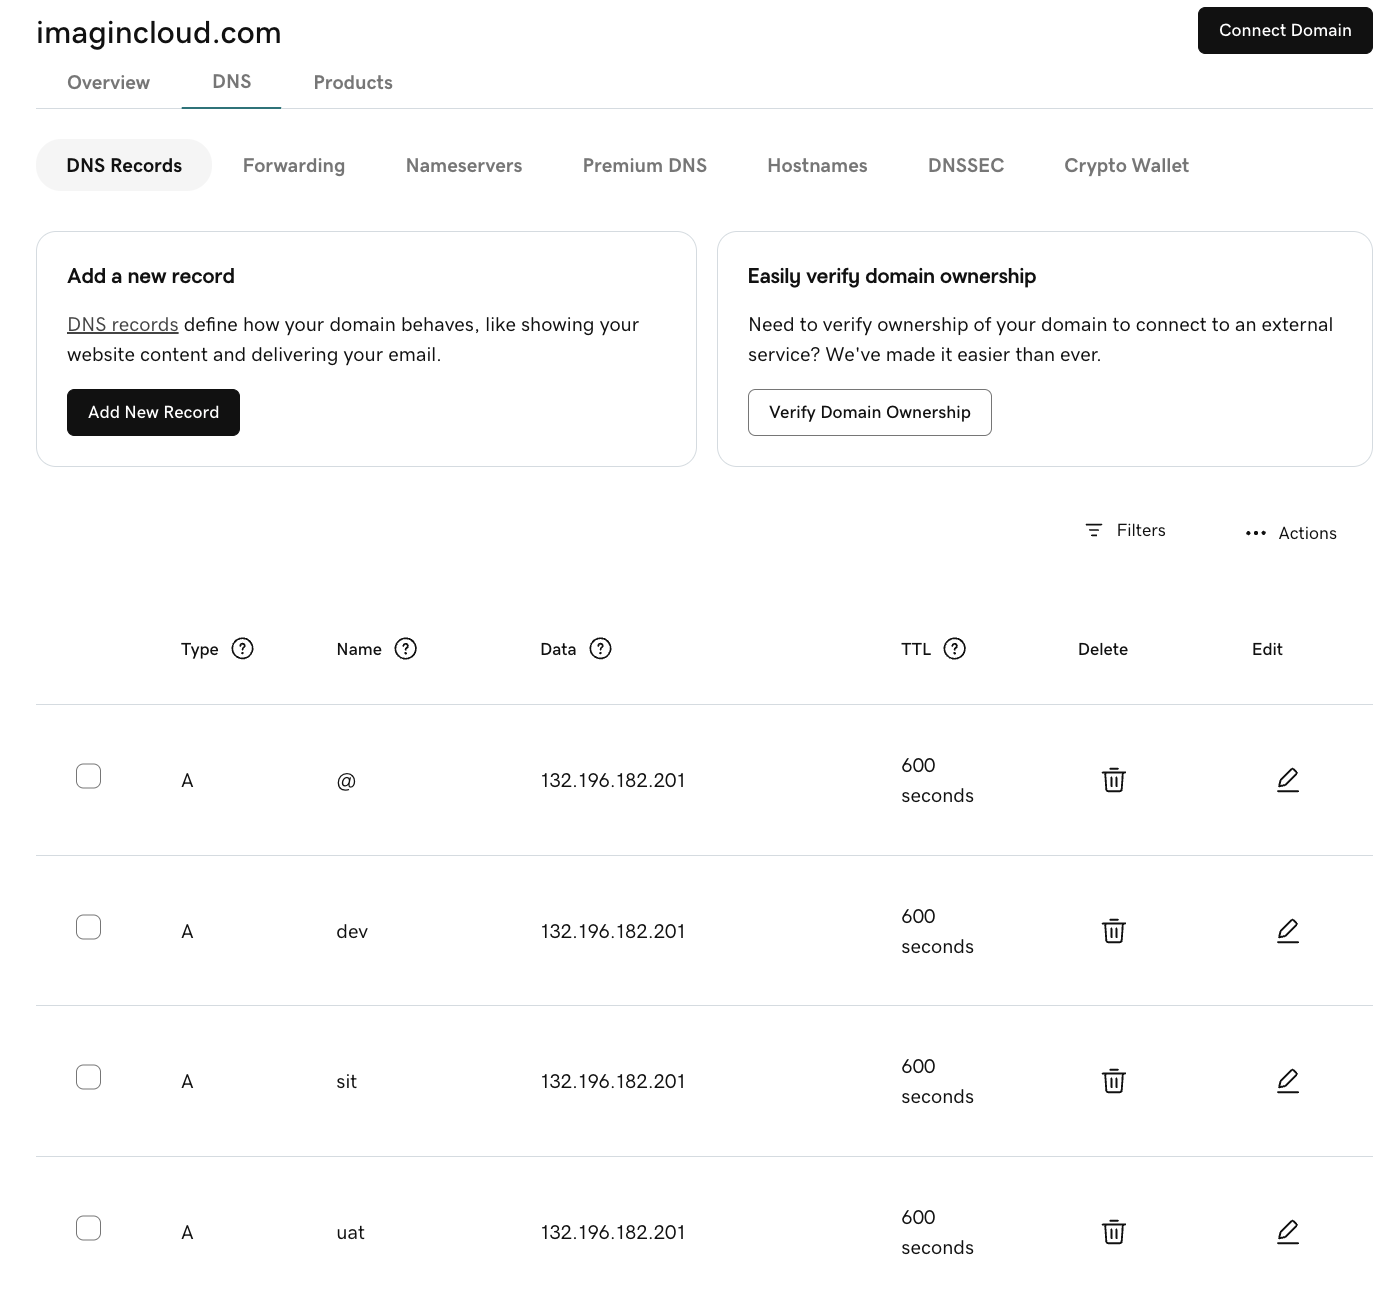 imagincloud.com
Connect Domain
Overview DNS Products
DNS Records Forwarding Nameservers Premium DNS Hostnames DNSSEC Crypto Wallet
Add a new record
DNS records define how your domain behaves, like showing your
website content and delivering your email.
Add New Record
Easily verify domain ownership
Need to verify ownership of your domain to connect to an external
service? We've made it easier than ever.
Verify Domain Ownership
Filters ••• Actions
Type ? Name ? Data ? TTL ? Delete Edit
A @ 132.196.182.201 600
seconds
A dev 132.196.182.201 600
seconds
A sit 132.196.182.201 600
seconds
A uat 132.196.182.201 600
seconds